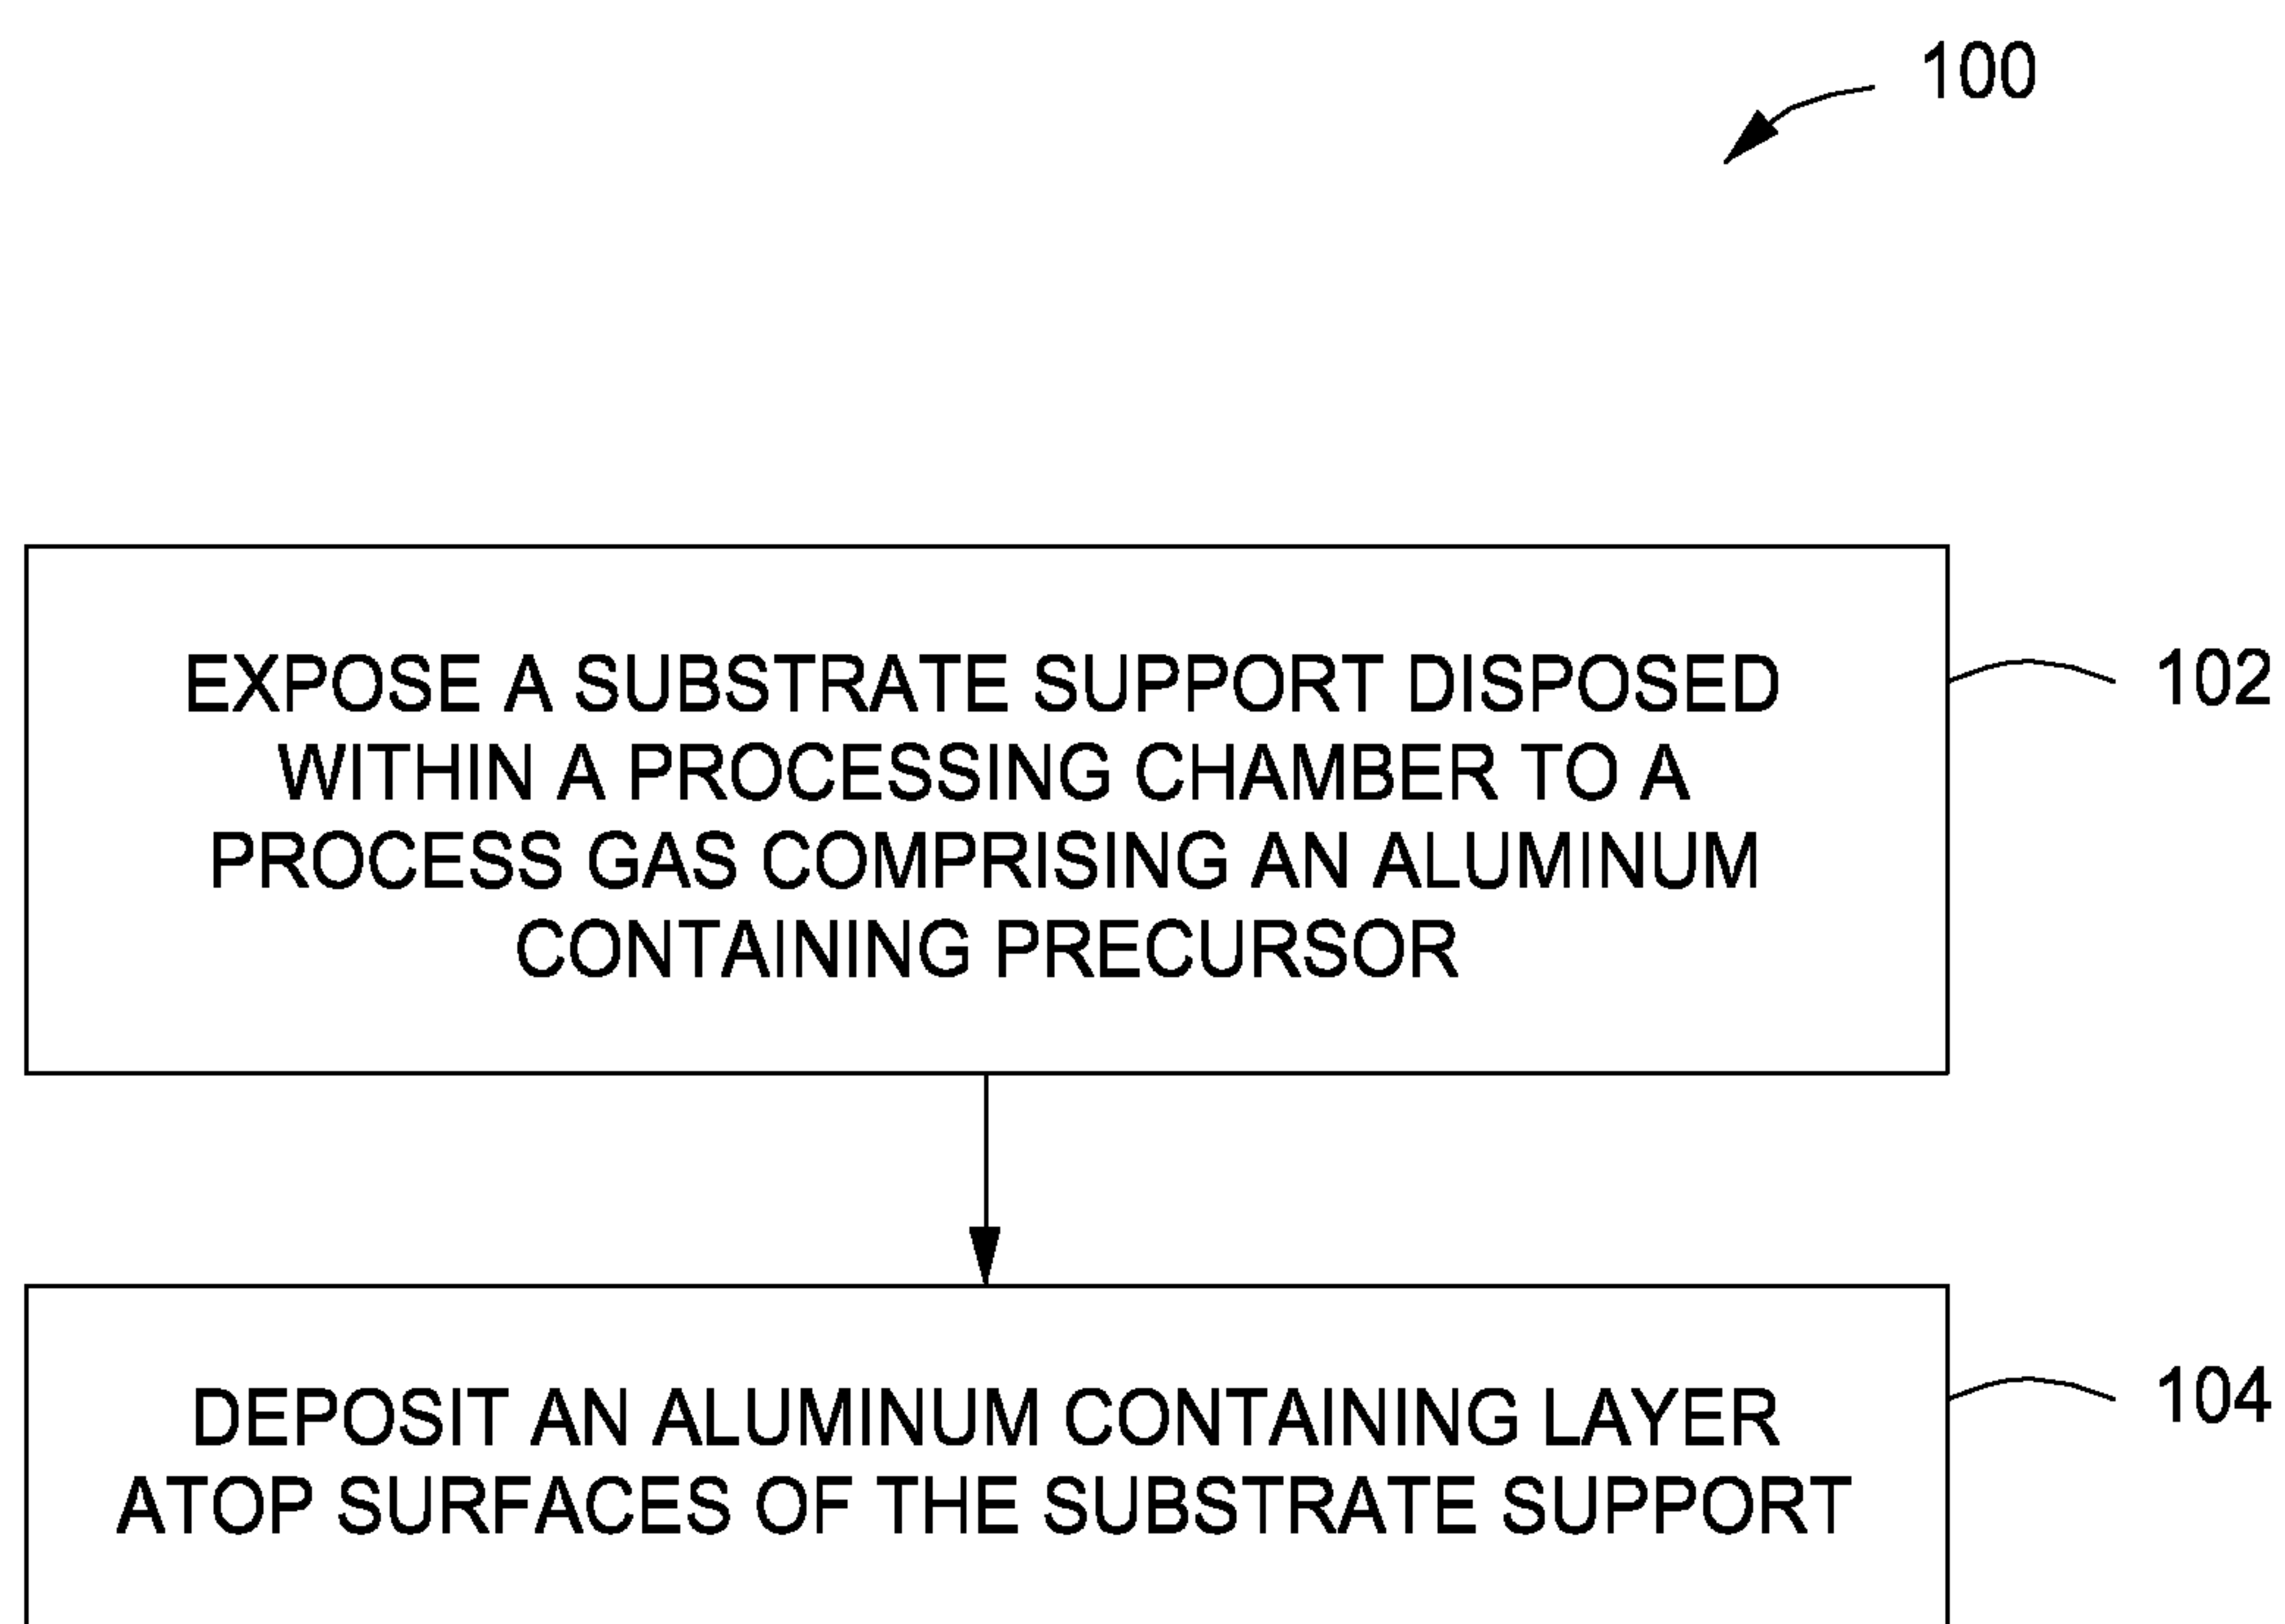 100
EXPOSE A SUBSTRATE SUPPORT DISPOSED
WITHIN A PROCESSING CHAMBER TO A
PROCESS GAS COMPRISING AN ALUMINUM
CONTAINING PRECURSOR
102
DEPOSIT AN ALUMINUM CONTAINING LAYER
ATOP SURFACES OF THE SUBSTRATE SUPPORT
104